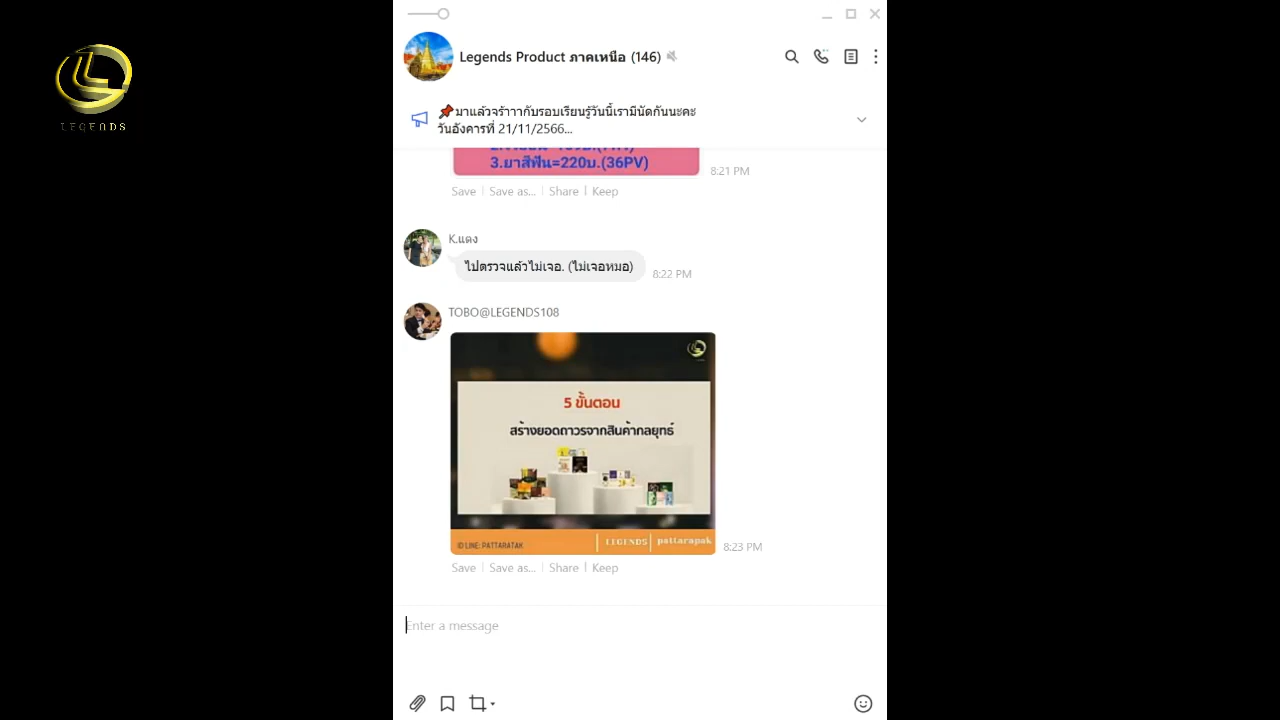 LEGENDS
Legends Product ภาคเหนือ (146)
📌มาแล้วจร้าาากับรอบเรียนรู้วันนี้เรามีนัดกันนะคะ
วันอังคารที่ 21/11/2566...
3.ยาสีฟัน=220บ.(36PV)
8:21 PM
Save | Save as... | Share | Keep
K.แตง
ไปตรวจแล้วไม่เจอ. (ไม่เจอหมอ)
8:22 PM
TOBO@LEGENDS108
5 ขั้นตอน
สร้างยอดถาวรจากสินค้ากลยุทธ์
ID LINE: PATTARATAK
LEGENDS
pattarapak
8:23 PM
Save | Save as... | Share | Keep
Enter a message